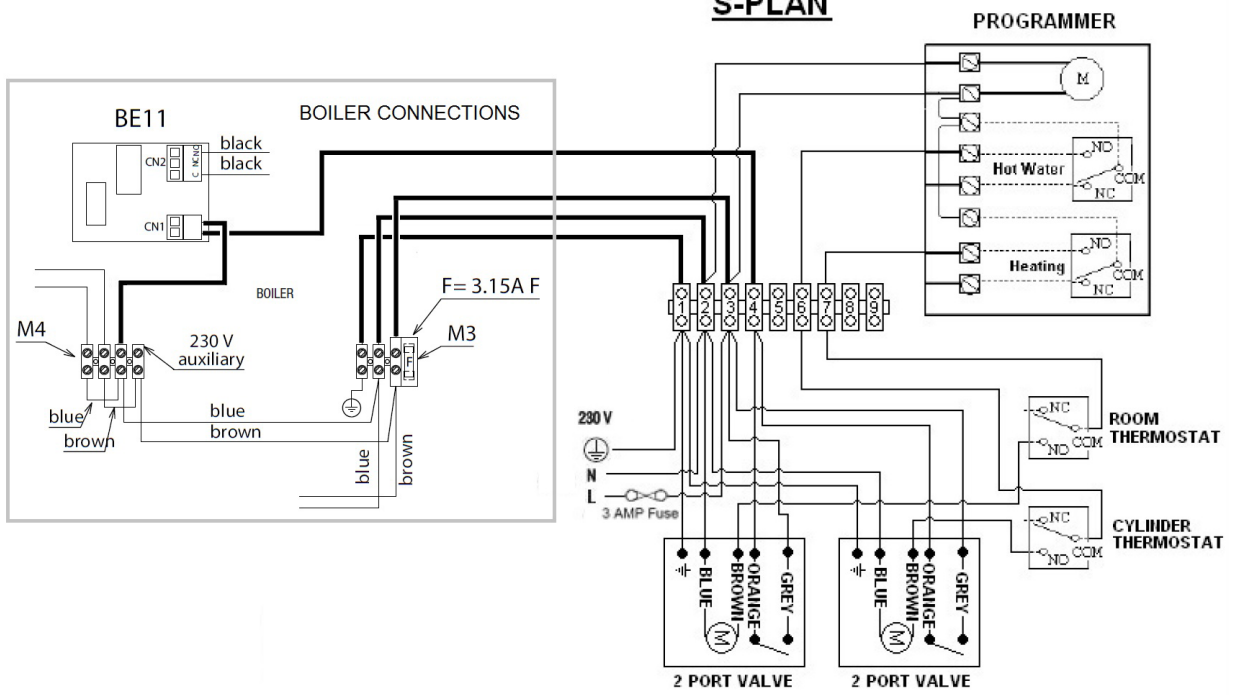 S-PLAN
PROGRAMMER
M
NO
Hot Water
COM
NC
NO
Heating
COM
NC
BE11
BOILER CONNECTIONS
black
black
CN2
C NC NO
CN1
BOILER
F= 3.15A F
M4
230 V
auxiliary
M3
F
blue
brown
blue
brown
blue
brown
1 2 3 4 5 6 7 8 9
230 V
N
L
3 AMP Fuse
NC
NO
COM
ROOM
THERMOSTAT
NC
NO
COM
CYLINDER
THERMOSTAT
BLUE
BROWN
ORANGE
GREY
M
2 PORT VALVE
BLUE
BROWN
ORANGE
GREY
M
2 PORT VALVE